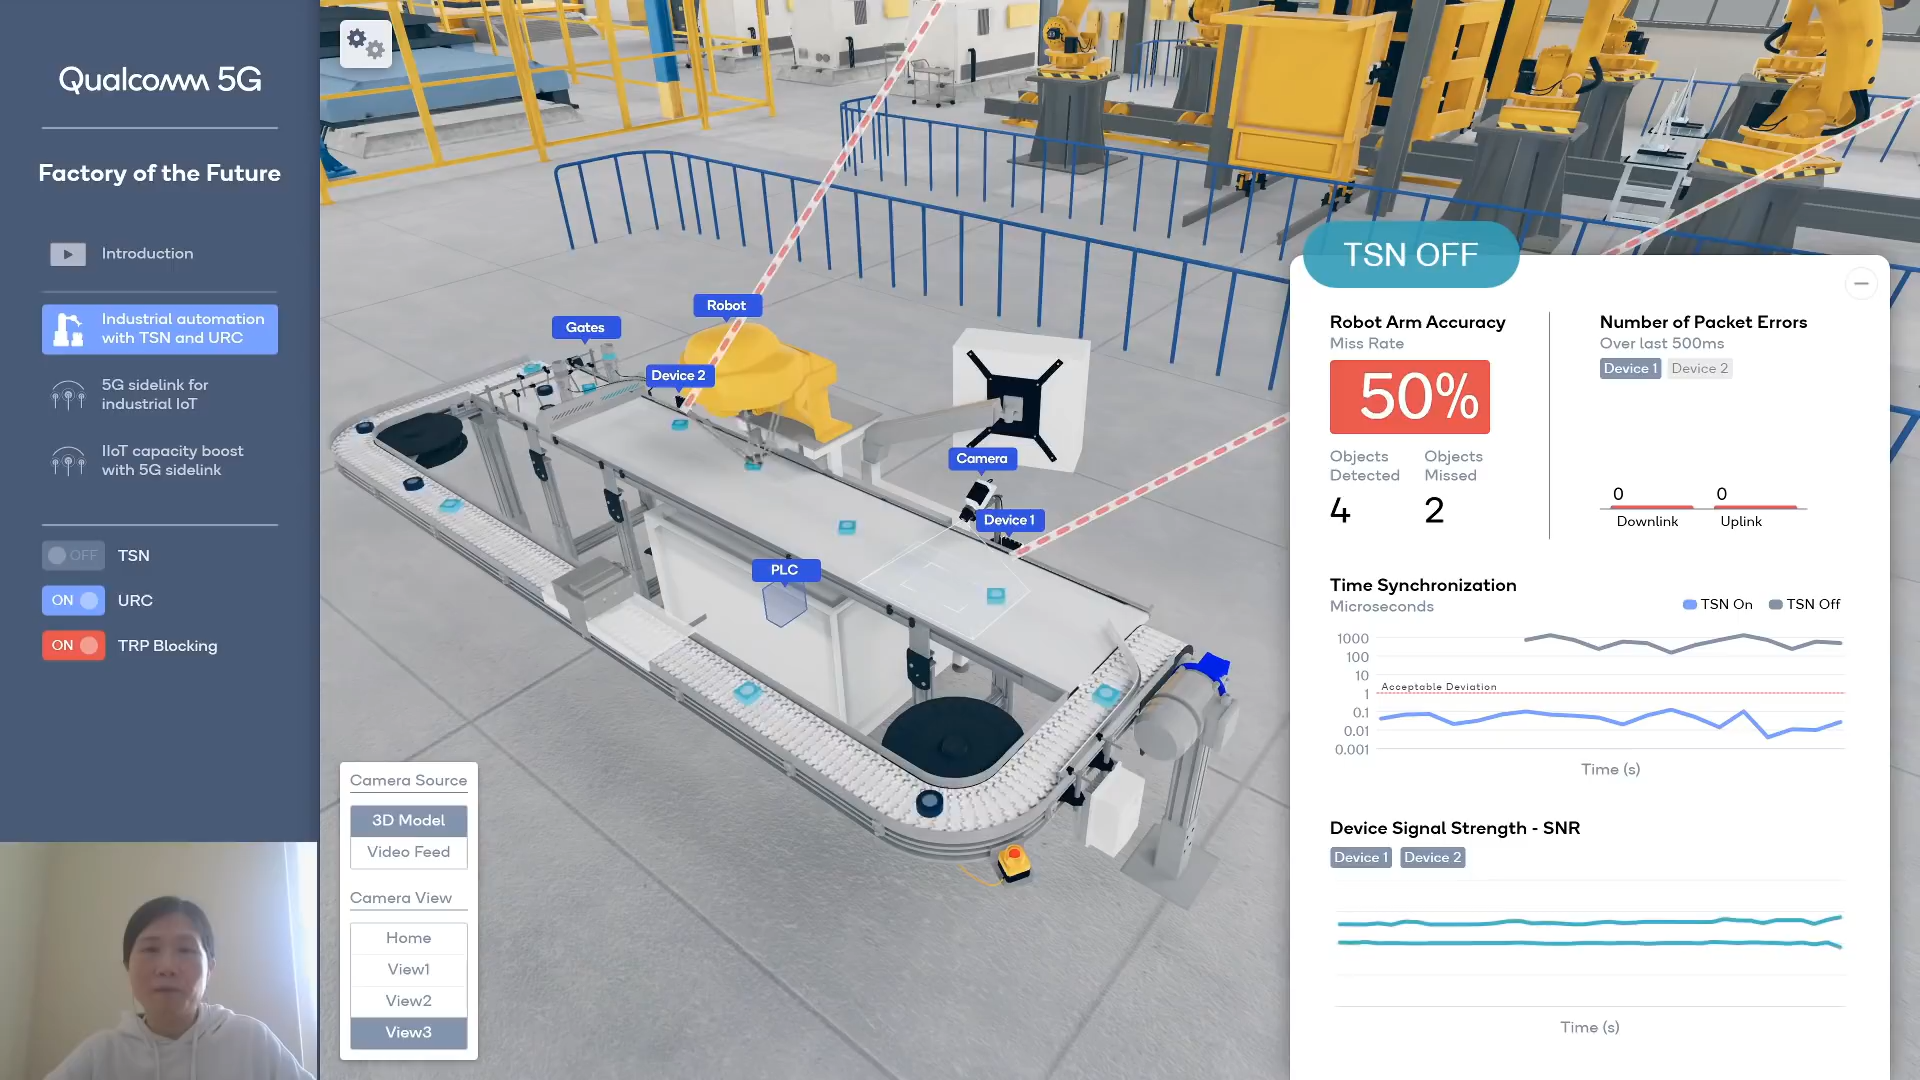 Qualcomm 5G
Factory of the Future
Introduction
Industrial automation
with TSN and URC
5G sidelink for
industrial IoT
IIoT capacity boost
with 5G sidelink
OFF TSN
ON URC
ON TRP Blocking
Robot
Gates
Device 2
Camera
Device 1
PLC
Camera Source
3D Model
Video Feed
Camera View
Home
View1
View2
View3
TSN OFF
Robot Arm Accuracy
Miss Rate
50%
Objects
Detected
4
Objects
Missed
2
Number of Packet Errors
Over last 500ms
Device 1 Device 2
0 0
Downlink Uplink
Time Synchronization
Microseconds
TSN On TSN Off
1000
100
10
Acceptable Deviation
1
0.1
0.01
0.001
Time (s)
Device Signal Strength - SNR
Device 1 Device 2
Time (s)